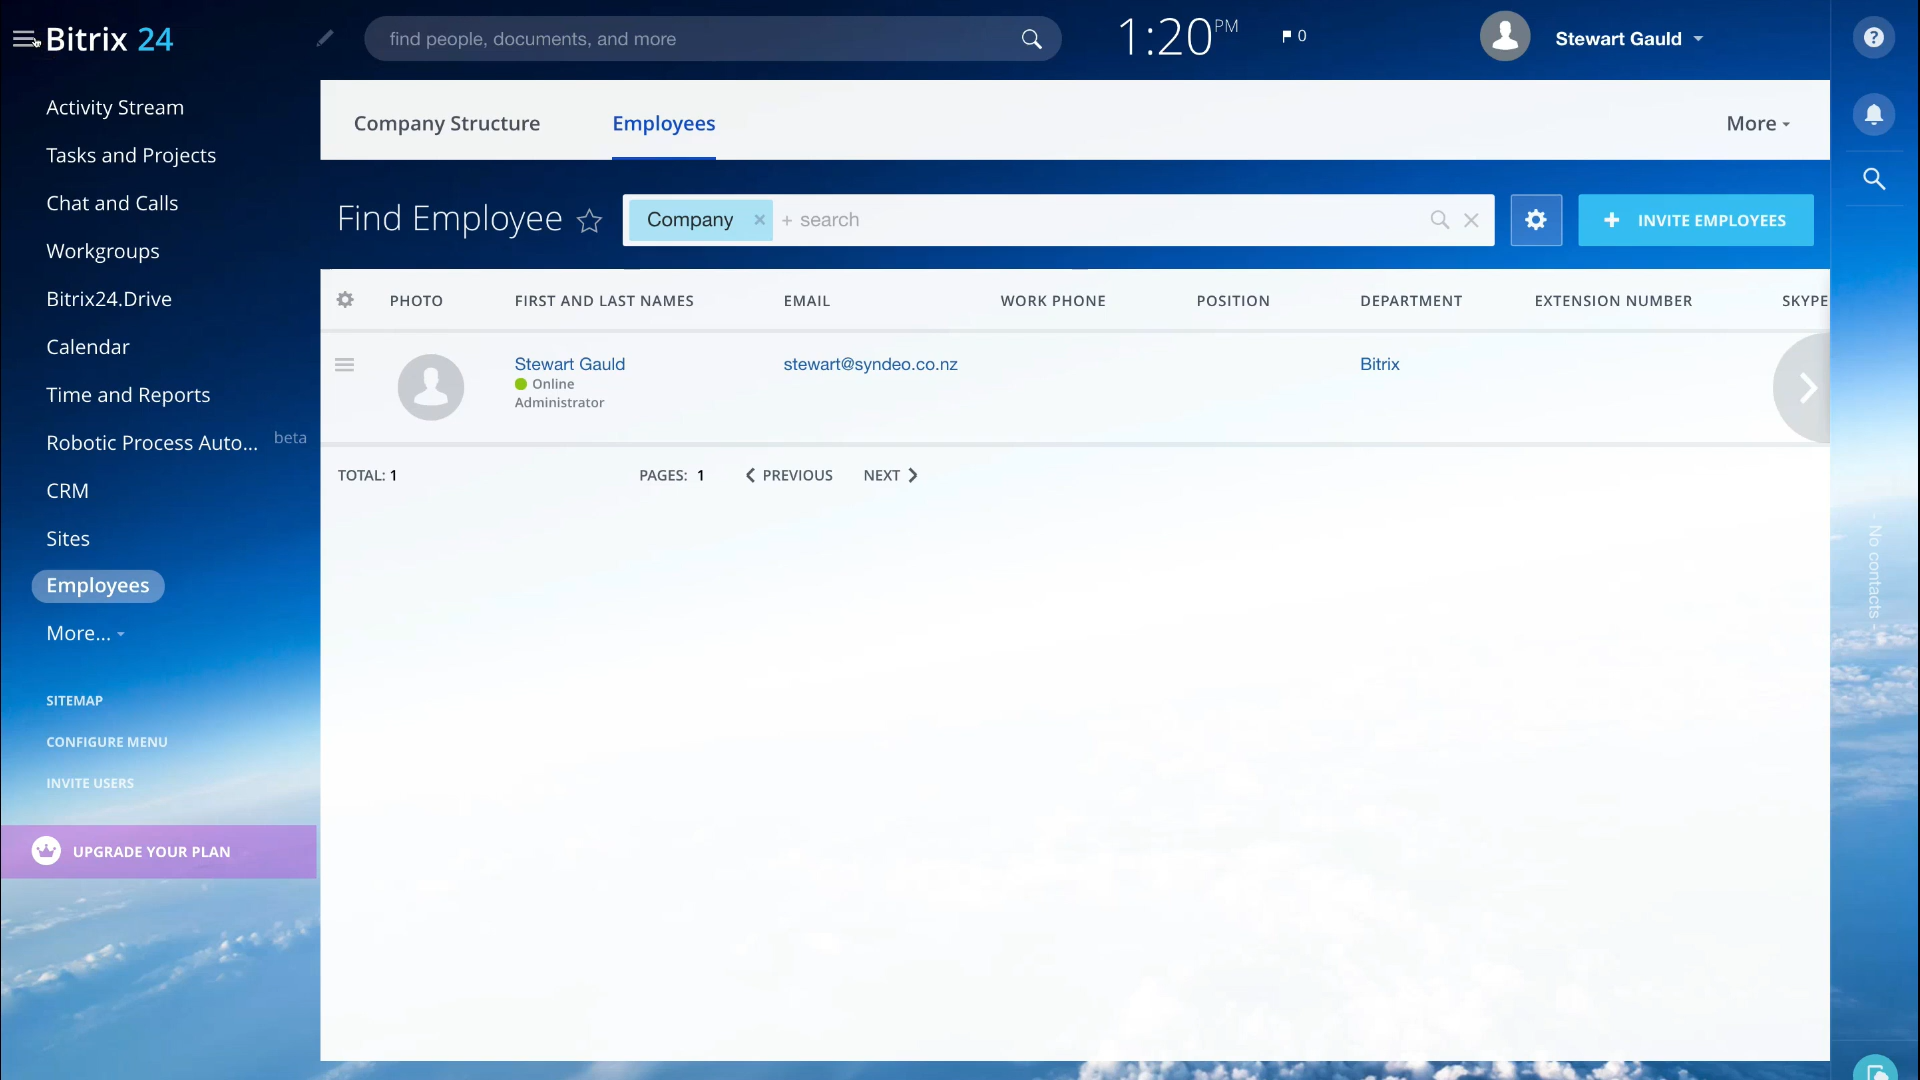 Bitrix 24
find people, documents, and more
1:20 PM
0
Stewart Gauld
?
Activity Stream
Tasks and Projects
Chat and Calls
Workgroups
Bitrix24.Drive
Calendar
Time and Reports
Robotic Process Auto... beta
CRM
Sites
Employees
More...
SITEMAP
CONFIGURE MENU
INVITE USERS
UPGRADE YOUR PLAN
Company Structure
Employees
More
Find Employee
Company × + search
+ INVITE EMPLOYEES
PHOTO FIRST AND LAST NAMES EMAIL WORK PHONE POSITION DEPARTMENT EXTENSION NUMBER SKYPE
Stewart Gauld stewart@syndeo.co.nz Bitrix
Online
Administrator
TOTAL: 1 PAGES: 1 PREVIOUS NEXT
- No contacts -